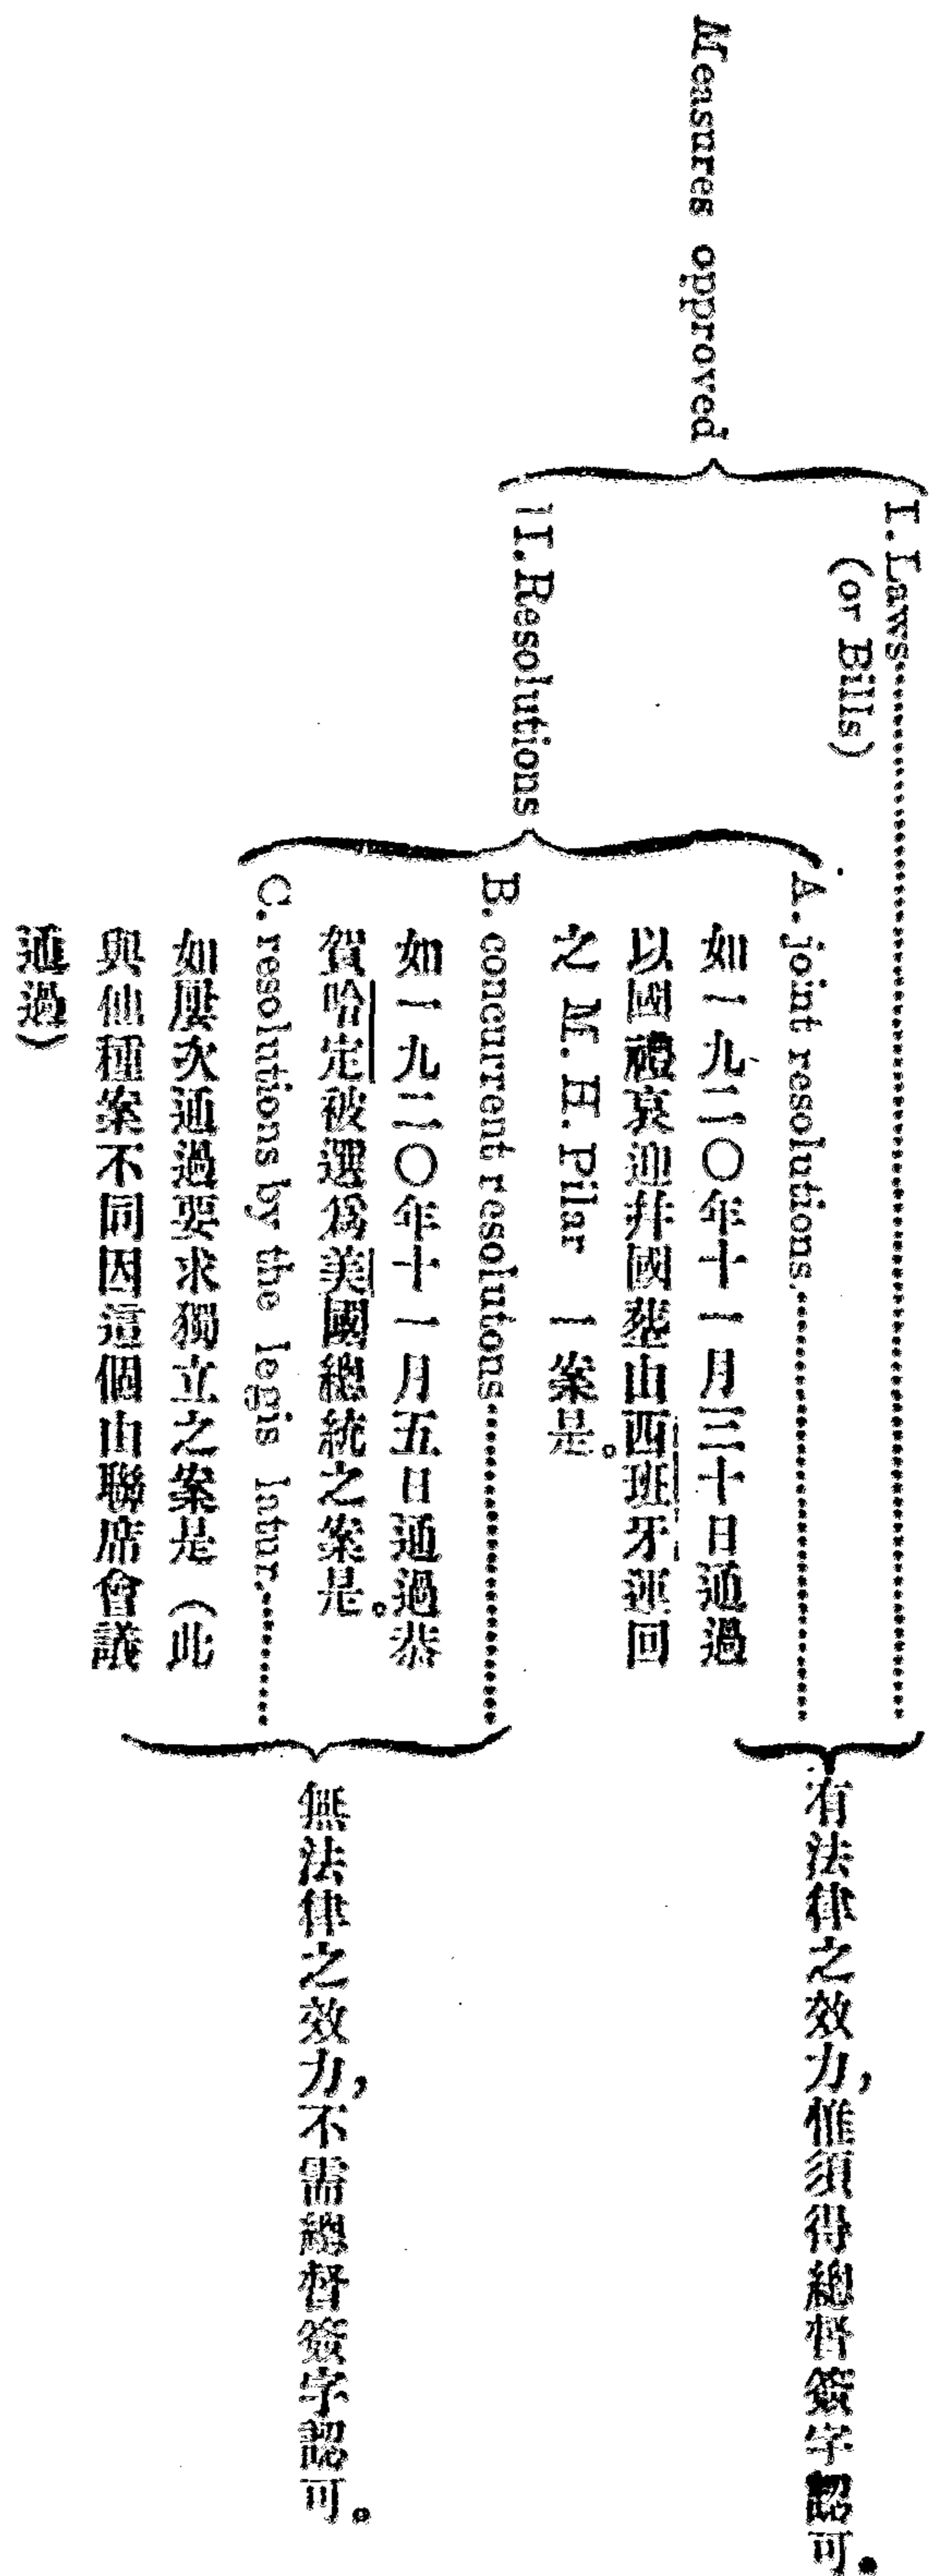 Measures opproved
I. Laws
(or Bills)
II. Resolutions
A. joint resolutions.
如一九二〇年十一月三十日通過
以國禮哀迎幷國葬由西班牙運回
之 M. H. Pilar 一案是。
B. concurrent resolutons
如一九二〇年十一月五日通過恭
賀哈定被選爲美國總統之案是。
C. resolutions by the legis latur.
如屢次通過要求獨立之案是（此
與他種案不同因這個由聯席會議
通過）
有法律之效力，惟須得總督簽字認可。
無法律之效力，不需總督簽字認可。